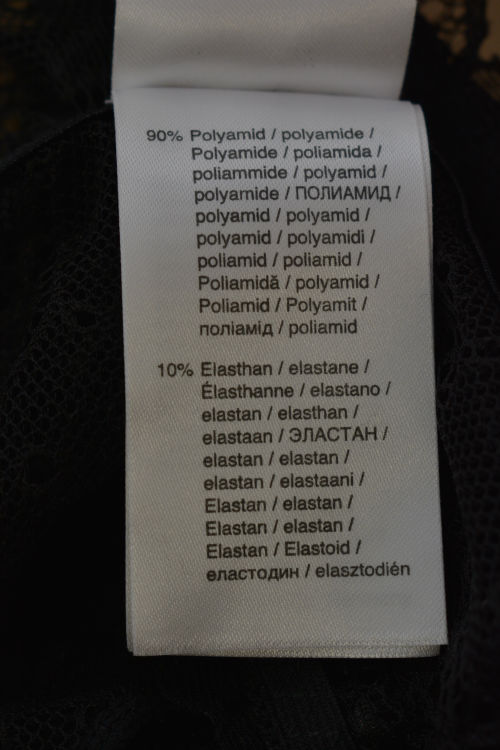 90% Polyamid / polyamide /
Polyamide / poliamida /
poliammide / polyamid /
polyamide / ПОЛИАМИД /
polyamid / polyamid /
polyamid / polyamidi /
poliamid / poliamid /
Poliamidă / polyamid /
Poliamid / Polyamit /
поліамід / poliamid
10% Elasthan / elastane /
Élasthanne / elastano /
elastan / elasthan /
elastaan / ЭЛАСТАН /
elastan / elastan /
elastan / elastaani /
Elastan / elastan /
Elastan / elastan /
Elastan / Elastoid /
еластодин / elasztodién